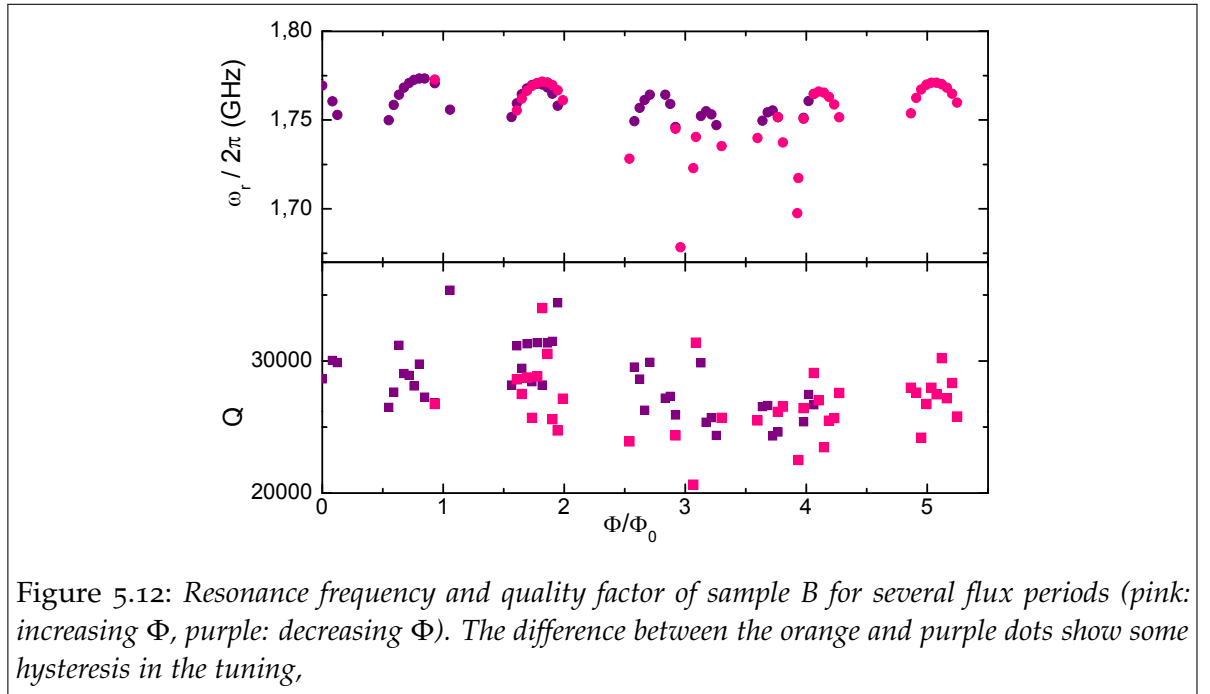 1,80
1,75
1,70
ω_r / 2π (GHz)
30000
20000
Q
0 1 2 3 4 5
Φ/Φ_0
Figure 5.12: Resonance frequency and quality factor of sample B for several flux periods (pink:
increasing Φ, purple: decreasing Φ). The difference between the orange and purple dots show some
hysteresis in the tuning,